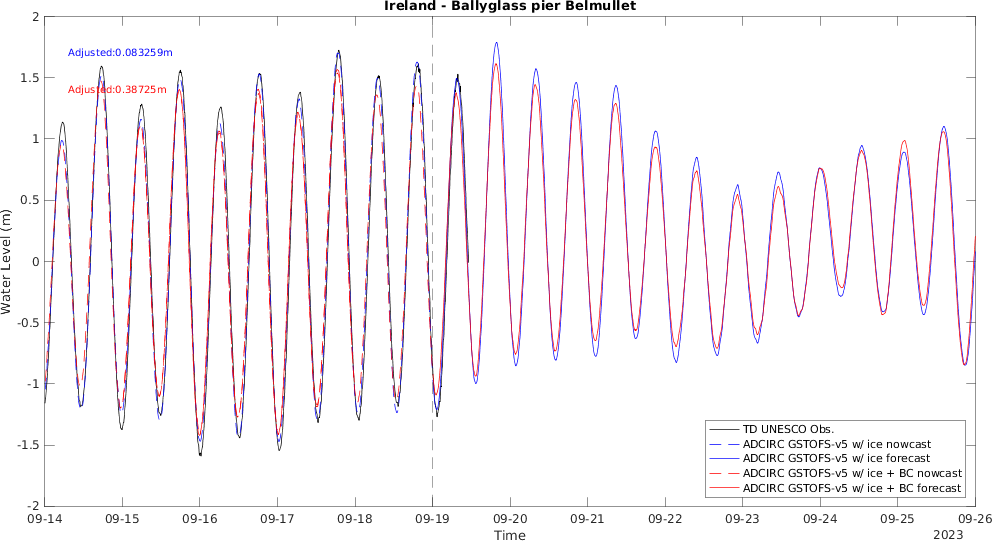 Ireland - Ballyglass pier Belmullet
Adjusted:0.083259m
Adjusted:0.38725m
2
1.5
1
0.5
0
-0.5
-1
-1.5
-2
Water Level (m)
09-14
09-15
09-16
09-17
09-18
09-19
09-20
09-21
09-22
09-23
09-24
09-25
09-26
Time
2023
TD UNESCO Obs.
ADCIRC GSTOFS-v5 w/ ice nowcast
ADCIRC GSTOFS-v5 w/ ice forecast
ADCIRC GSTOFS-v5 w/ ice + BC nowcast
ADCIRC GSTOFS-v5 w/ ice + BC forecast